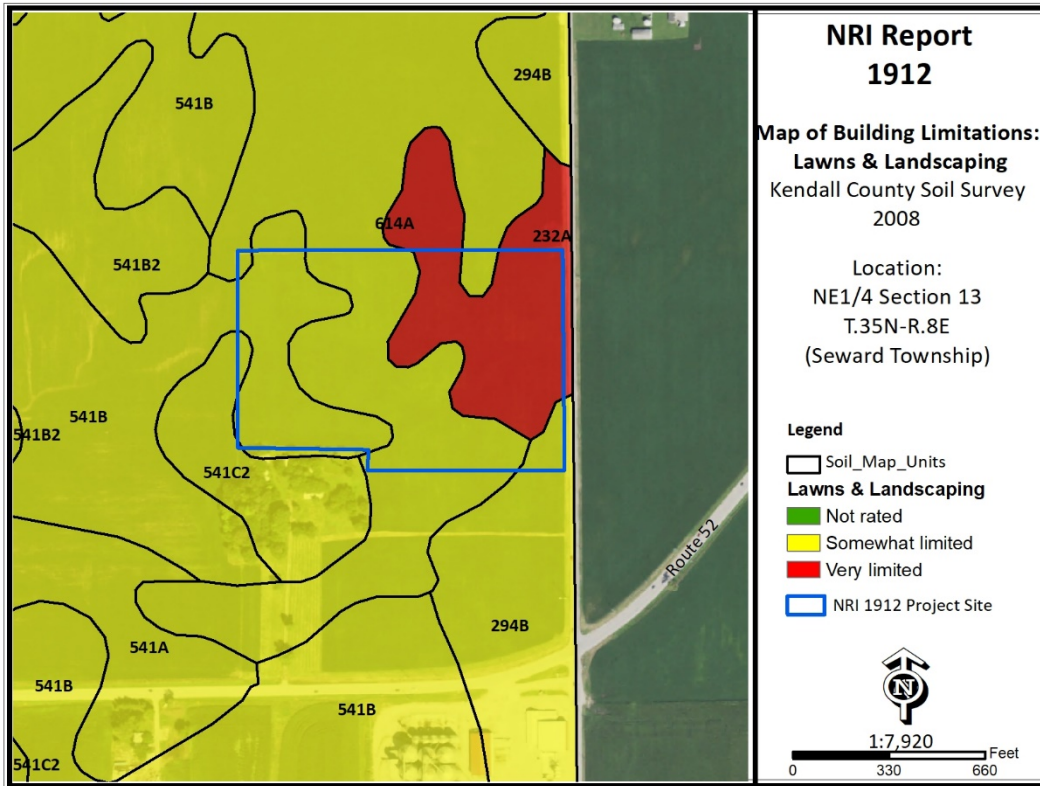 541B
294B
614A
232A
541B2
541B
541B2
541C2
Route 52
294B
541A
541B
541B
541C2
NRI Report
1912
Map of Building Limitations:
Lawns & Landscaping
Kendall County Soil Survey
2008
Location:
NE1/4 Section 13
T.35N-R.8E
(Seward Township)
Legend
Soil_Map_Units
Lawns & Landscaping
Not rated
Somewhat limited
Very limited
NRI 1912 Project Site
N
1:7,920
Feet
0 330 660